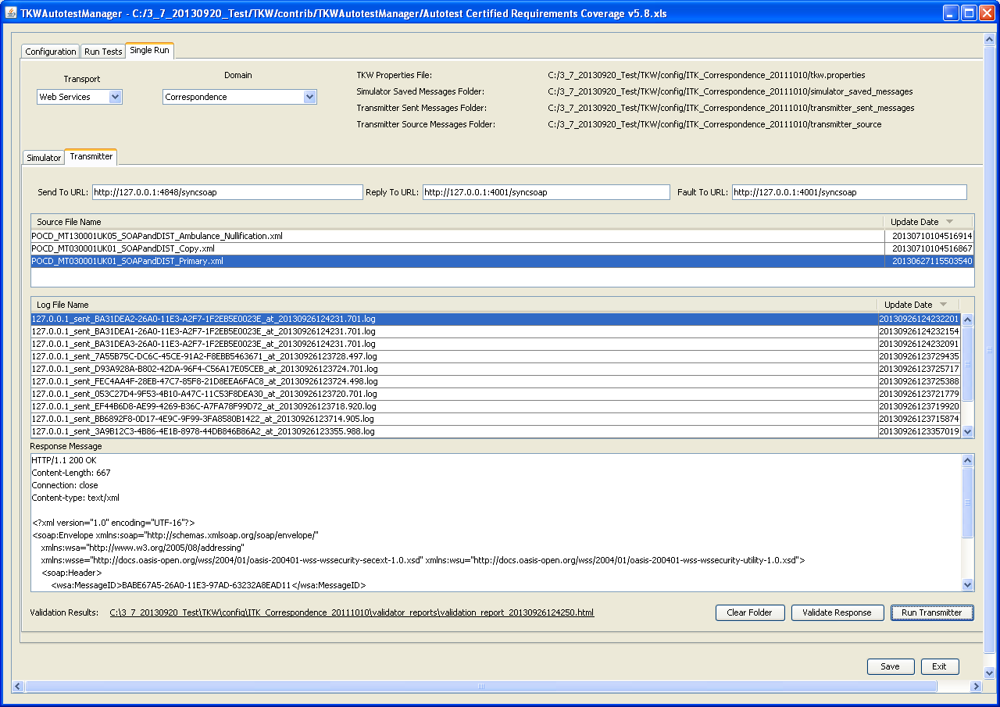 TKWAutotestManager - C:/3_7_20130920_Test/TKW/contrib/TKWAutotestManager/Autotest Certified Requirements Coverage v5.8.xls
Configuration Run Tests Single Run
Transport Domain
Web Services Correspondence
TKW Properties File: C:/3_7_20130920_Test/TKW/config/ITK_Correspondence_20111010/tkw.properties
Simulator Saved Messages Folder: C:/3_7_20130920_Test/TKW/config/ITK_Correspondence_20111010/simulator_saved_messages
Transmitter Sent Messages Folder: C:/3_7_20130920_Test/TKW/config/ITK_Correspondence_20111010/transmitter_sent_messages
Transmitter Source Messages Folder: C:/3_7_20130920_Test/TKW/config/ITK_Correspondence_20111010/transmitter_source
Simulator Transmitter
Send To URL: http://127.0.0.1:4848/syncsoap Reply To URL: http://127.0.0.1:4001/syncsoap Fault To URL: http://127.0.0.1:4001/syncsoap
Source File Name Update Date
POCD_MT130001UK05_SOAPandDIST_Ambulance_Nullification.xml 20130710104516914
POCD_MT030001UK01_SOAPandDIST_Copy.xml 20130710104516867
POCD_MT030001UK01_SOAPandDIST_Primary.xml 20130627115503540
Log File Name Update Date
127.0.0.1_sent_BA31DEA2-26A0-11E3-A2F7-1F2EB5E0023E_at_20130926124231.701.log 20130926124232201
127.0.0.1_sent_BA31DEA1-26A0-11E3-A2F7-1F2EB5E0023E_at_20130926124231.701.log 20130926124232154
127.0.0.1_sent_BA31DEA3-26A0-11E3-A2F7-1F2EB5E0023E_at_20130926124231.701.log 20130926124232091
127.0.0.1_sent_7A55B75C-DC6C-45CE-91A2-F8EBB5463671_at_20130926123728.497.log 20130926123729435
127.0.0.1_sent_D93A928A-B802-42DA-96F4-C56A17E05CEB_at_20130926123724.701.log 20130926123725717
127.0.0.1_sent_FEC4AA4F-28EB-47C7-85F8-21D8EEA6FAC8_at_20130926123724.498.log 20130926123725388
127.0.0.1_sent_053C27D4-9F53-4B10-A47C-11C53F8DEA30_at_20130926123720.701.log 20130926123721779
127.0.0.1_sent_EF44B6D8-AE99-4269-B36C-A7FA78F99D72_at_20130926123718.920.log 20130926123719920
127.0.0.1_sent_BB6892F8-0D17-4E9C-9F99-3FA8580B1422_at_20130926123714.905.log 20130926123715874
127.0.0.1_sent_3A9B12C3-4B86-4E1B-8978-44DB846B86A2_at_20130926123355.988.log 20130926123357019
Response Message
HTTP/1.1 200 OK
Content-Length: 667
Connection: close
Content-type: text/xml
<?xml version="1.0" encoding="UTF-16"?>
<soap:Envelope xmlns:soap="http://schemas.xmlsoap.org/soap/envelope/"
xmlns:wsa="http://www.w3.org/2005/08/addressing"
xmlns:wsse="http://docs.oasis-open.org/wss/2004/01/oasis-200401-wss-wssecurity-secext-1.0.xsd" xmlns:wsu="http://docs.oasis-open.org/wss/2004/01/oasis-200401-wss-wssecurity-utility-1.0.xsd">
<soap:Header>
<wsa:MessageID>BABE67A5-26A0-11E3-97AD-63232A8EAD11</wsa:MessageID>
Validation Results: C:\3_7_20130920_Test\TKW\config\ITK_Correspondence_20111010\validator_reports\validation_report_20130926124250.html Clear Folder Validate Response Run Transmitter
Save Exit